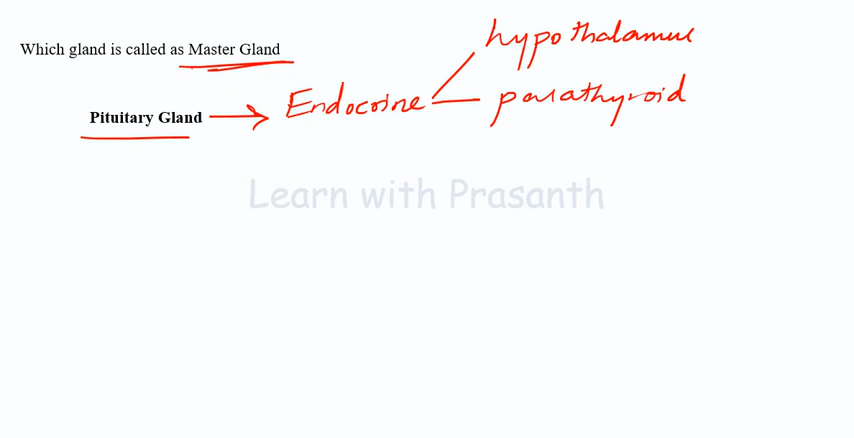 Which gland is called as Master Gland
hypothalamus
Pituitary Gland → Endocrine
parathyroid
Learn with Prasanth